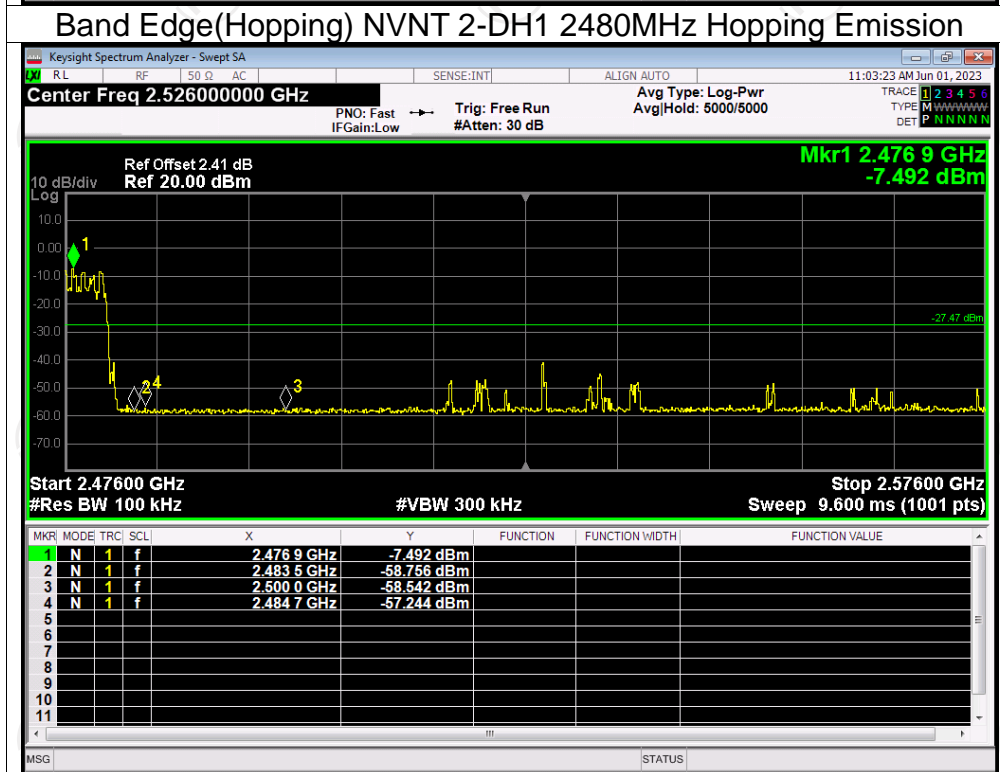 Band Edge(Hopping) NVNT 2-DH1 2480MHz Hopping Emission
Keysight Spectrum Analyzer - Swept SA
LXI RL RF 50 Ω AC SENSE:INT ALIGN AUTO 11:03:23 AM Jun 01, 2023
Center Freq 2.526000000 GHz Avg Type: Log-Pwr TRACE 1 2 3 4 5 6
PNO: Fast Trig: Free Run Avg|Hold: 5000/5000 TYPE M WWWWW
IFGain:Low #Atten: 30 dB DET P N N N N N
Mkr1 2.476 9 GHz
Ref Offset 2.41 dB
10 dB/div Ref 20.00 dBm -7.492 dBm
Log
10.0
0.00
1
-10.0
-20.0
-27.47 dBm
-30.0
-40.0
-50.0
2 4 3
-60.0
-70.0
Start 2.47600 GHz Stop 2.57600 GHz
#Res BW 100 kHz #VBW 300 kHz Sweep 9.600 ms (1001 pts)
MKR MODE TRC SCL X Y FUNCTION FUNCTION WIDTH FUNCTION VALUE
1 N 1 f 2.476 9 GHz -7.492 dBm
2 N 1 f 2.483 5 GHz -58.756 dBm
3 N 1 f 2.500 0 GHz -58.542 dBm
4 N 1 f 2.484 7 GHz -57.244 dBm
5
6
7
8
9
10
11
MSG STATUS